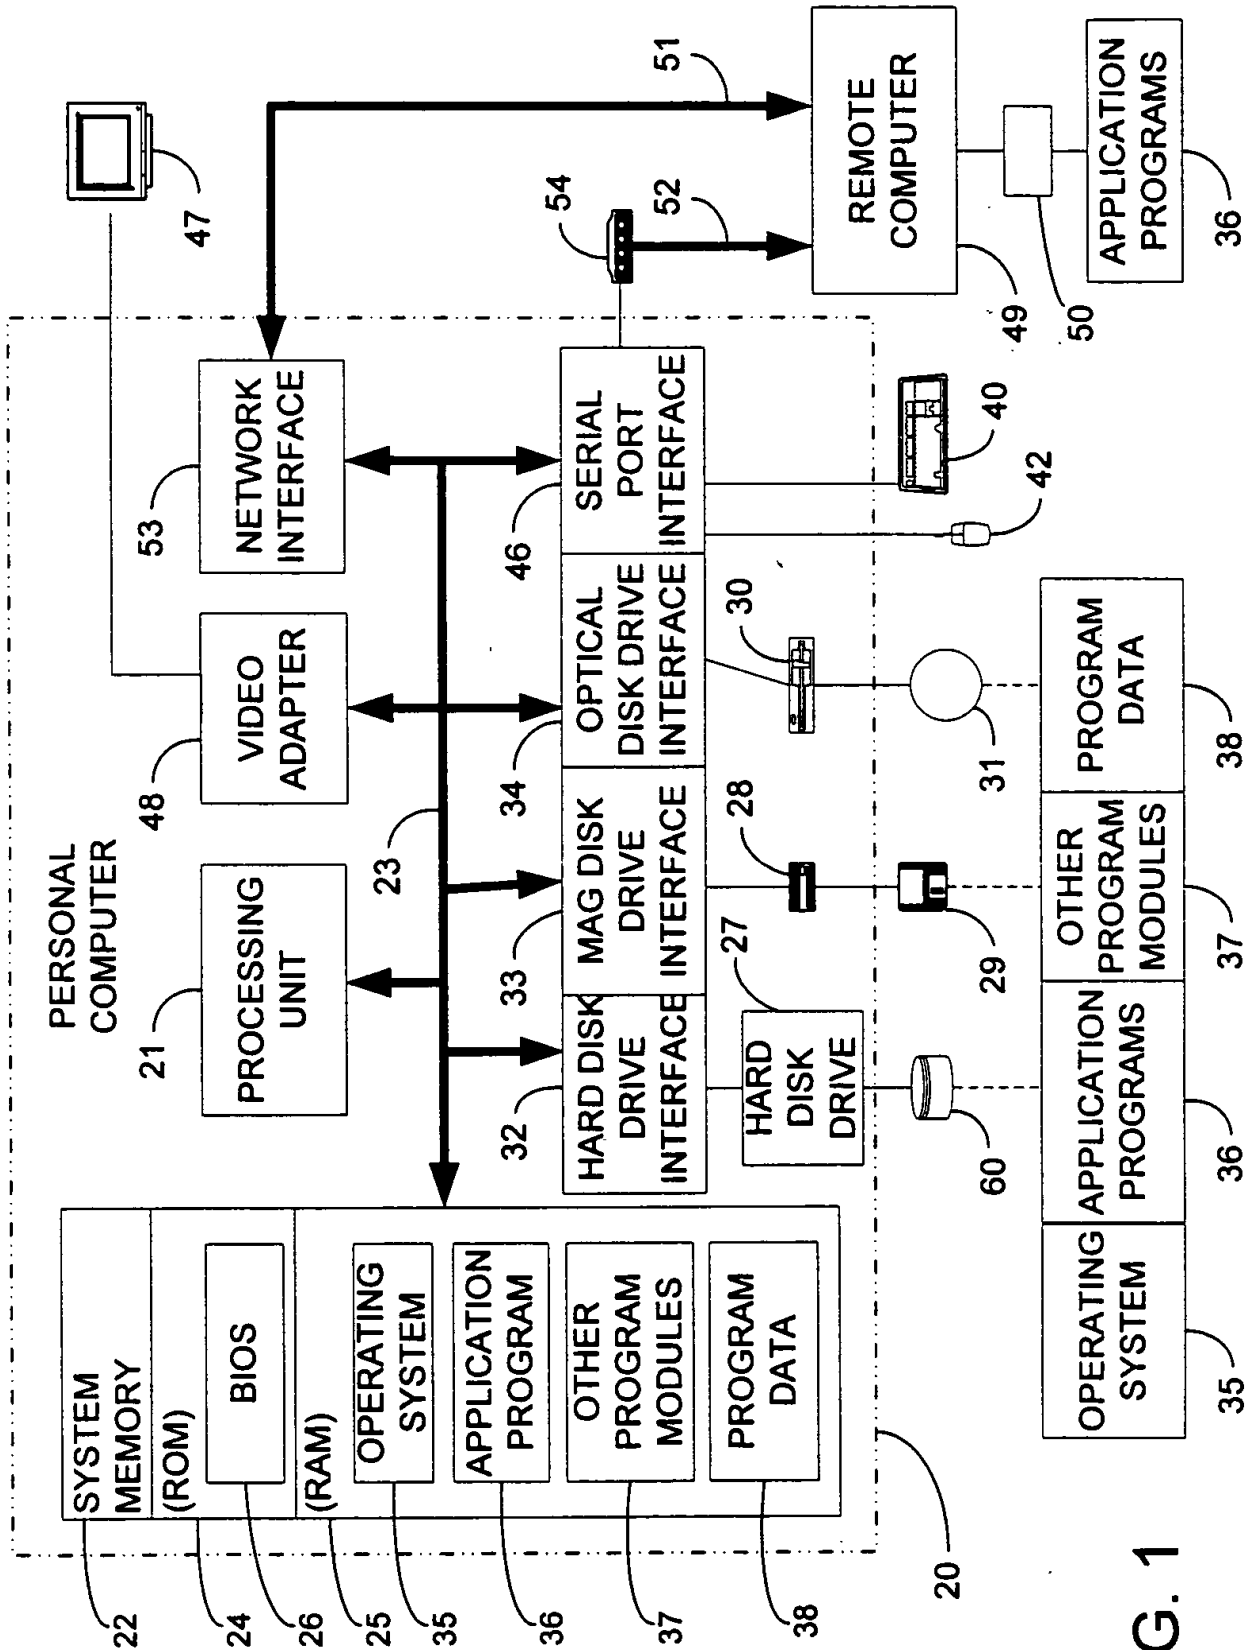 PERSONAL
COMPUTER
22
SYSTEM
MEMORY
24
(ROM)
26
BIOS
25
(RAM)
35
OPERATING
SYSTEM
36
APPLICATION
PROGRAM
37
OTHER
PROGRAM
MODULES
38
PROGRAM
DATA
21
PROCESSING
UNIT
48
VIDEO
ADAPTER
53
NETWORK
INTERFACE
47
23
32
HARD DISK
DRIVE
INTERFACE
33
MAG DISK
DRIVE
INTERFACE
34
OPTICAL
DISK DRIVE
INTERFACE
46
SERIAL
PORT
INTERFACE
54
52
51
27
HARD
DISK
DRIVE
28
30
20
60
29
31
42
40
REMOTE
COMPUTER
49
50
APPLICATION
PROGRAMS
36
OPERATING
SYSTEM
35
APPLICATION
PROGRAMS
36
OTHER
PROGRAM
MODULES
37
PROGRAM
DATA
38
G. 1